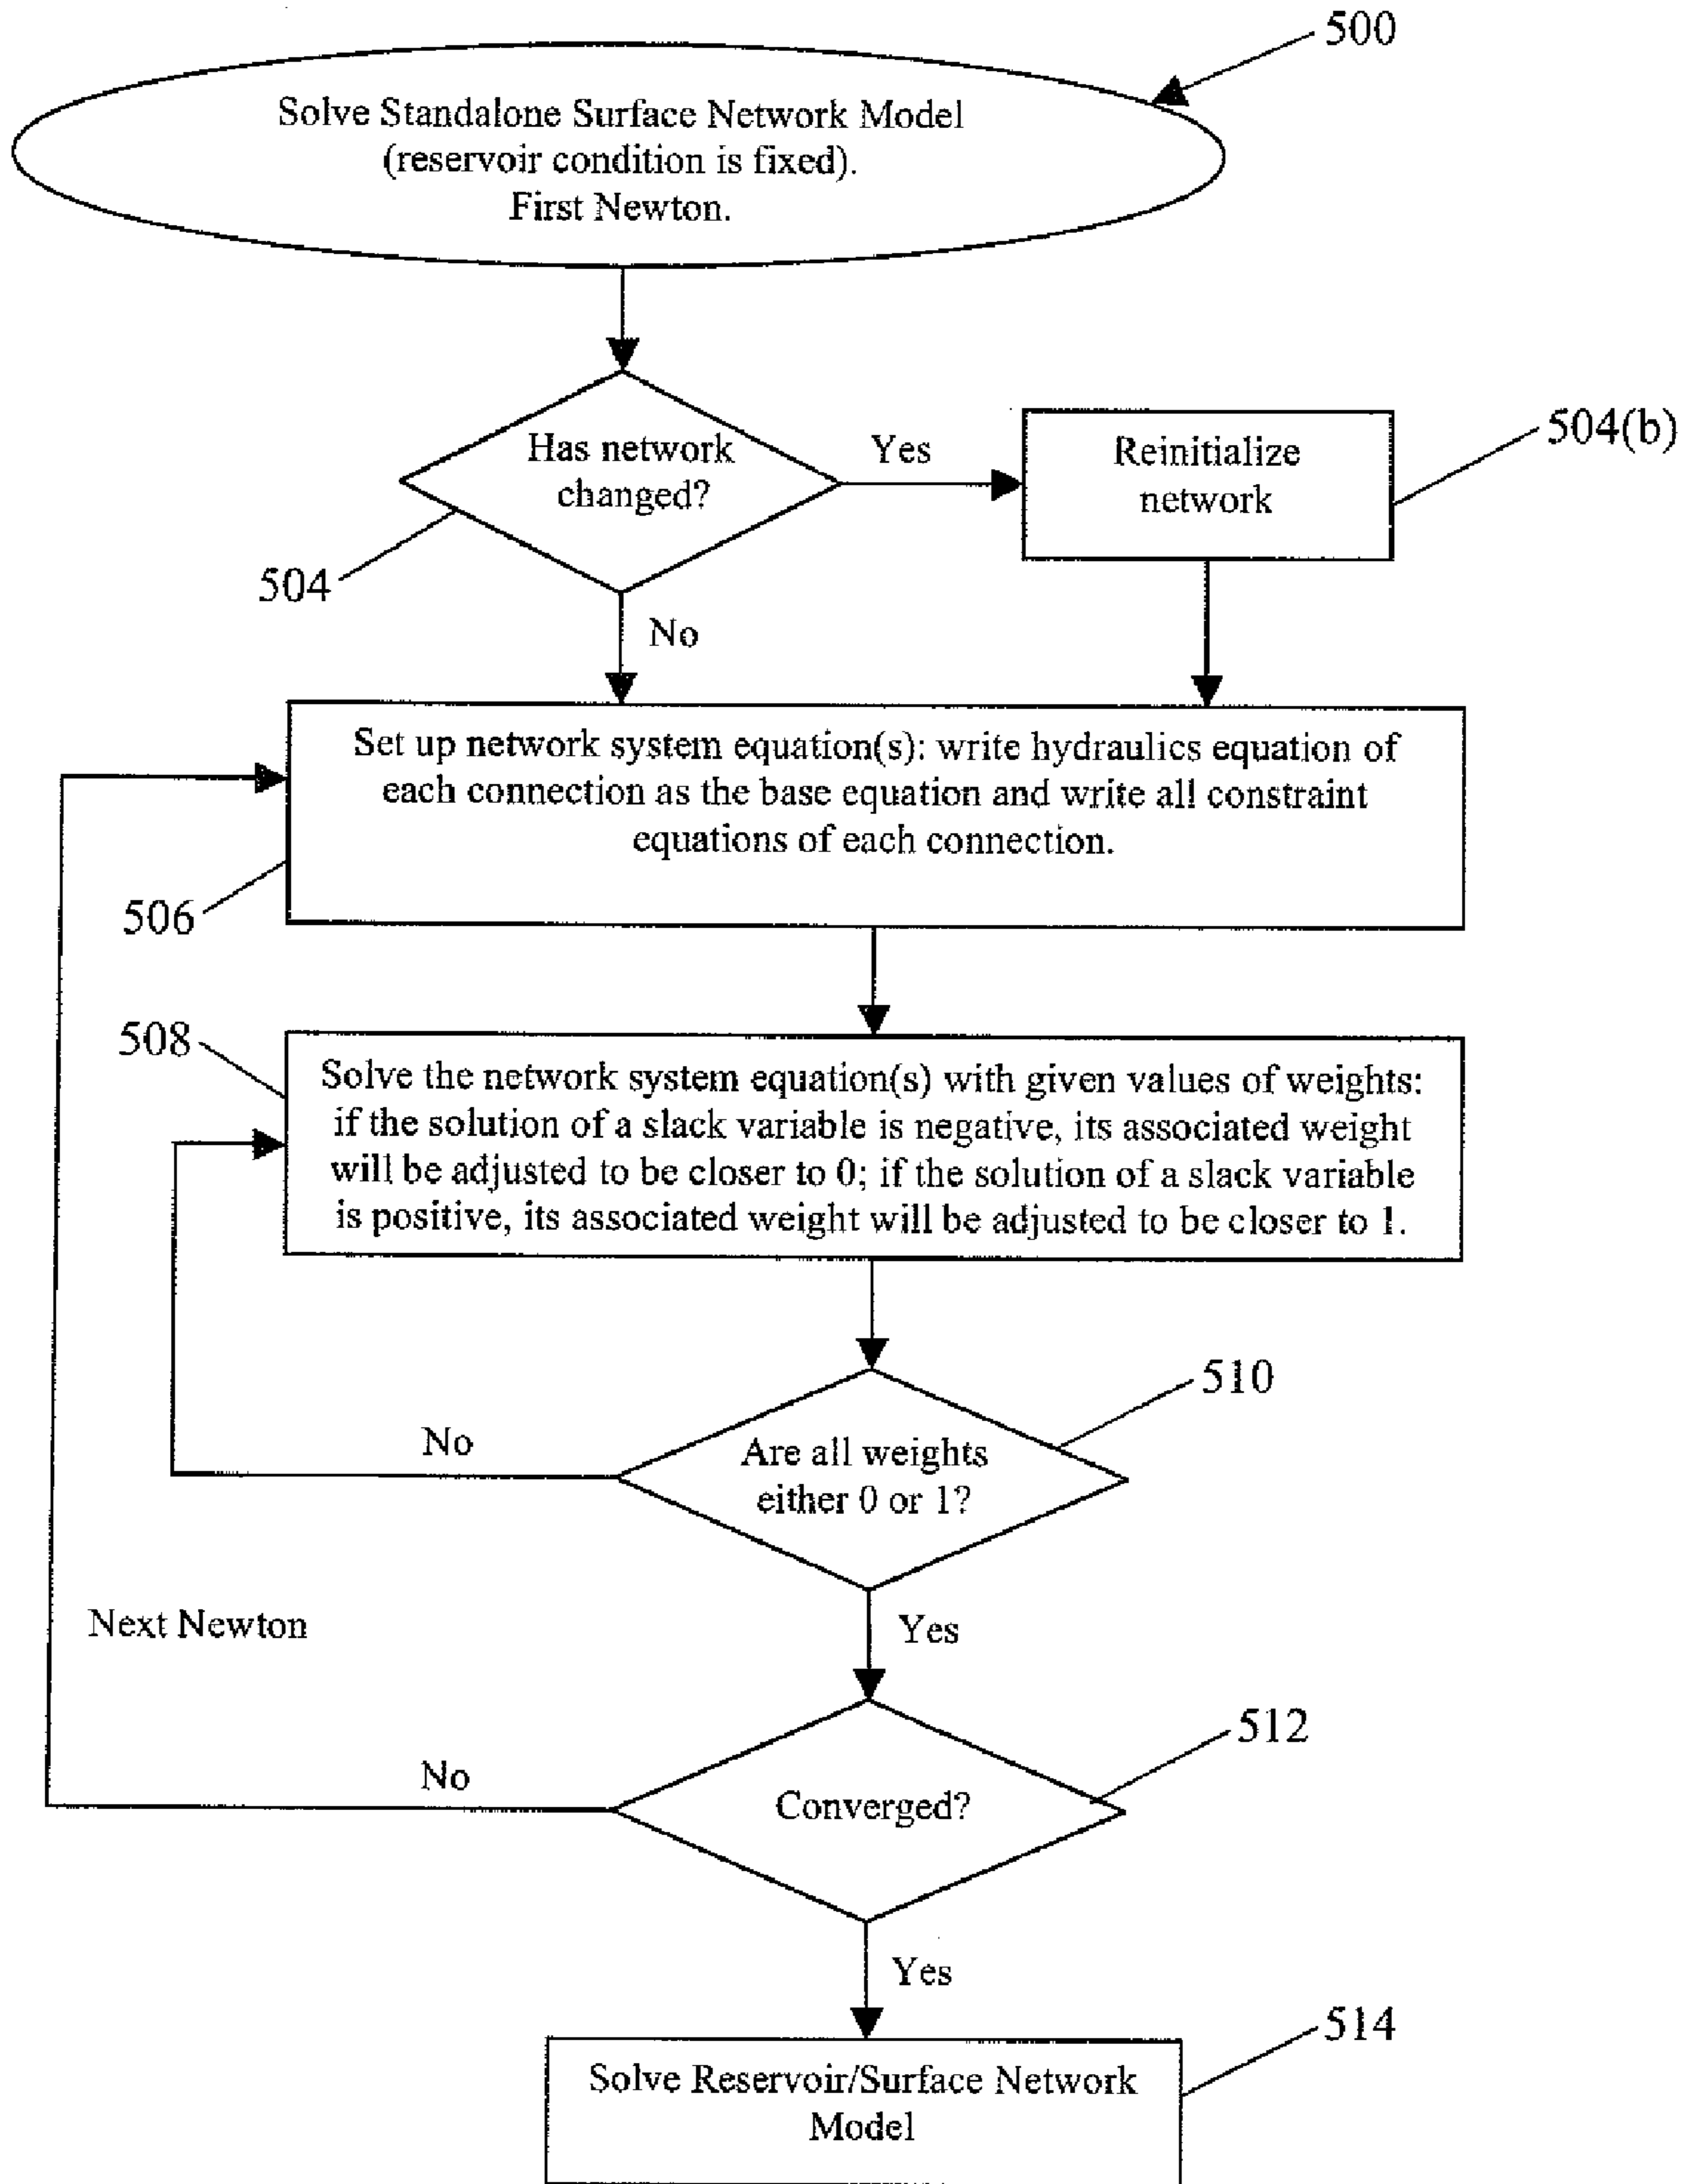 500
Solve Standalone Surface Network Model
(reservoir condition is fixed).
First Newton.
Has network
changed?
Yes
Reinitialize
network
504(b)
504
No
Set up network system equation(s): write hydraulics equation of
each connection as the base equation and write all constraint
equations of each connection.
506
508
Solve the network system equation(s) with given values of weights:
if the solution of a slack variable is negative, its associated weight
will be adjusted to be closer to 0; if the solution of a slack variable
is positive, its associated weight will be adjusted to be closer to 1.
510
No
Are all weights
either 0 or 1?
Next Newton
Yes
512
No
Converged?
Yes
514
Solve Reservoir/Surface Network
Model